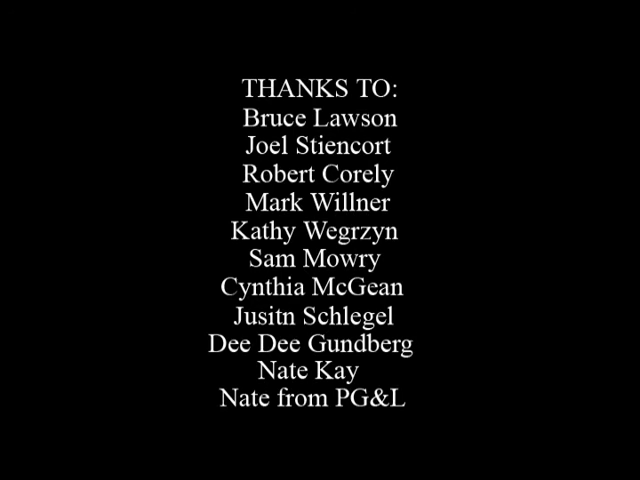 THANKS TO:
Bruce Lawson
Joel Stiencort
Robert Corely
Mark Willner
Kathy Wegrzyn
Sam Mowry
Cynthia McGean
Jusitn Schlegel
Dee Dee Gundberg
Nate Kay
Nate from PG&L